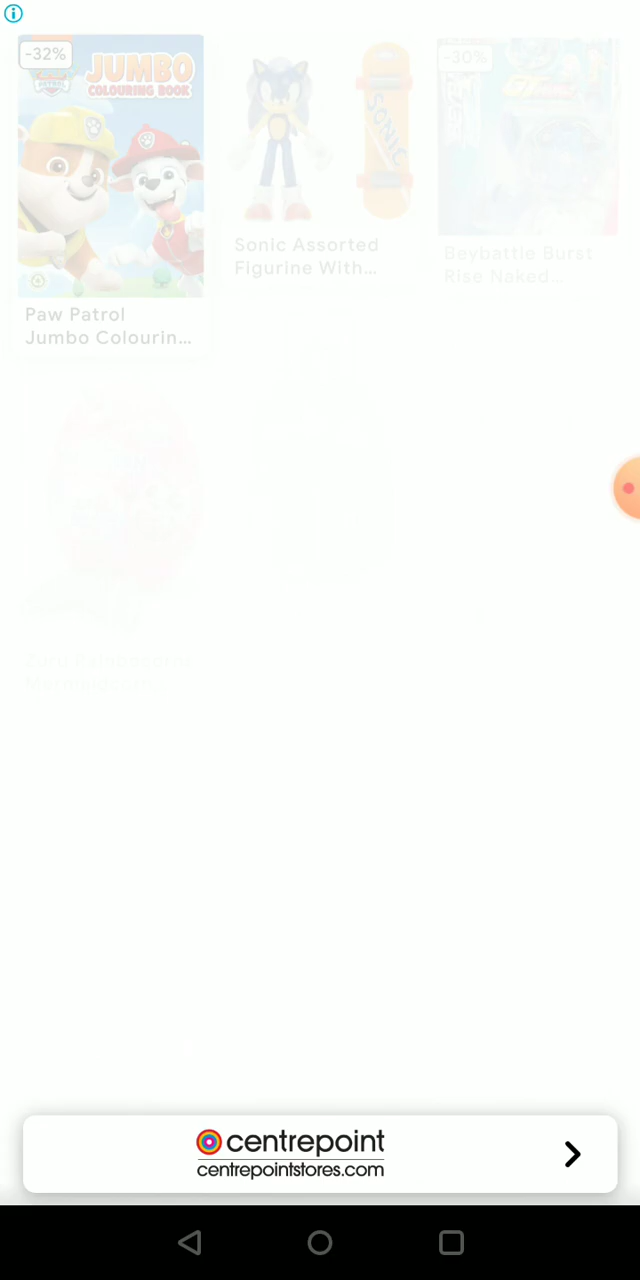 -32%
JUMBO
COLOURING BOOK
PATROL
Paw Patrol
Jumbo Colourin...
SONIC
Sonic Assorted
Figurine With...
-30%
Beybattle Burst
Rise Naked...
centrepoint
centrepointstores.com